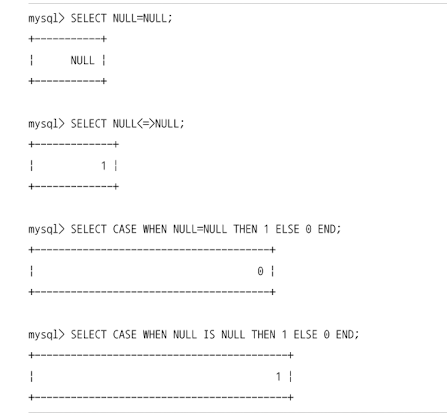 mysql> SELECT NULL=NULL;
+-----------+
|      NULL |
+-----------+
mysql> SELECT NULL<=>NULL;
+-------------+
|           1 |
+-------------+
mysql> SELECT CASE WHEN NULL=NULL THEN 1 ELSE 0 END;
+---------------------------------------+
|                                     0 |
+---------------------------------------+
mysql> SELECT CASE WHEN NULL IS NULL THEN 1 ELSE 0 END;
+------------------------------------------+
|                                        1 |
+------------------------------------------+